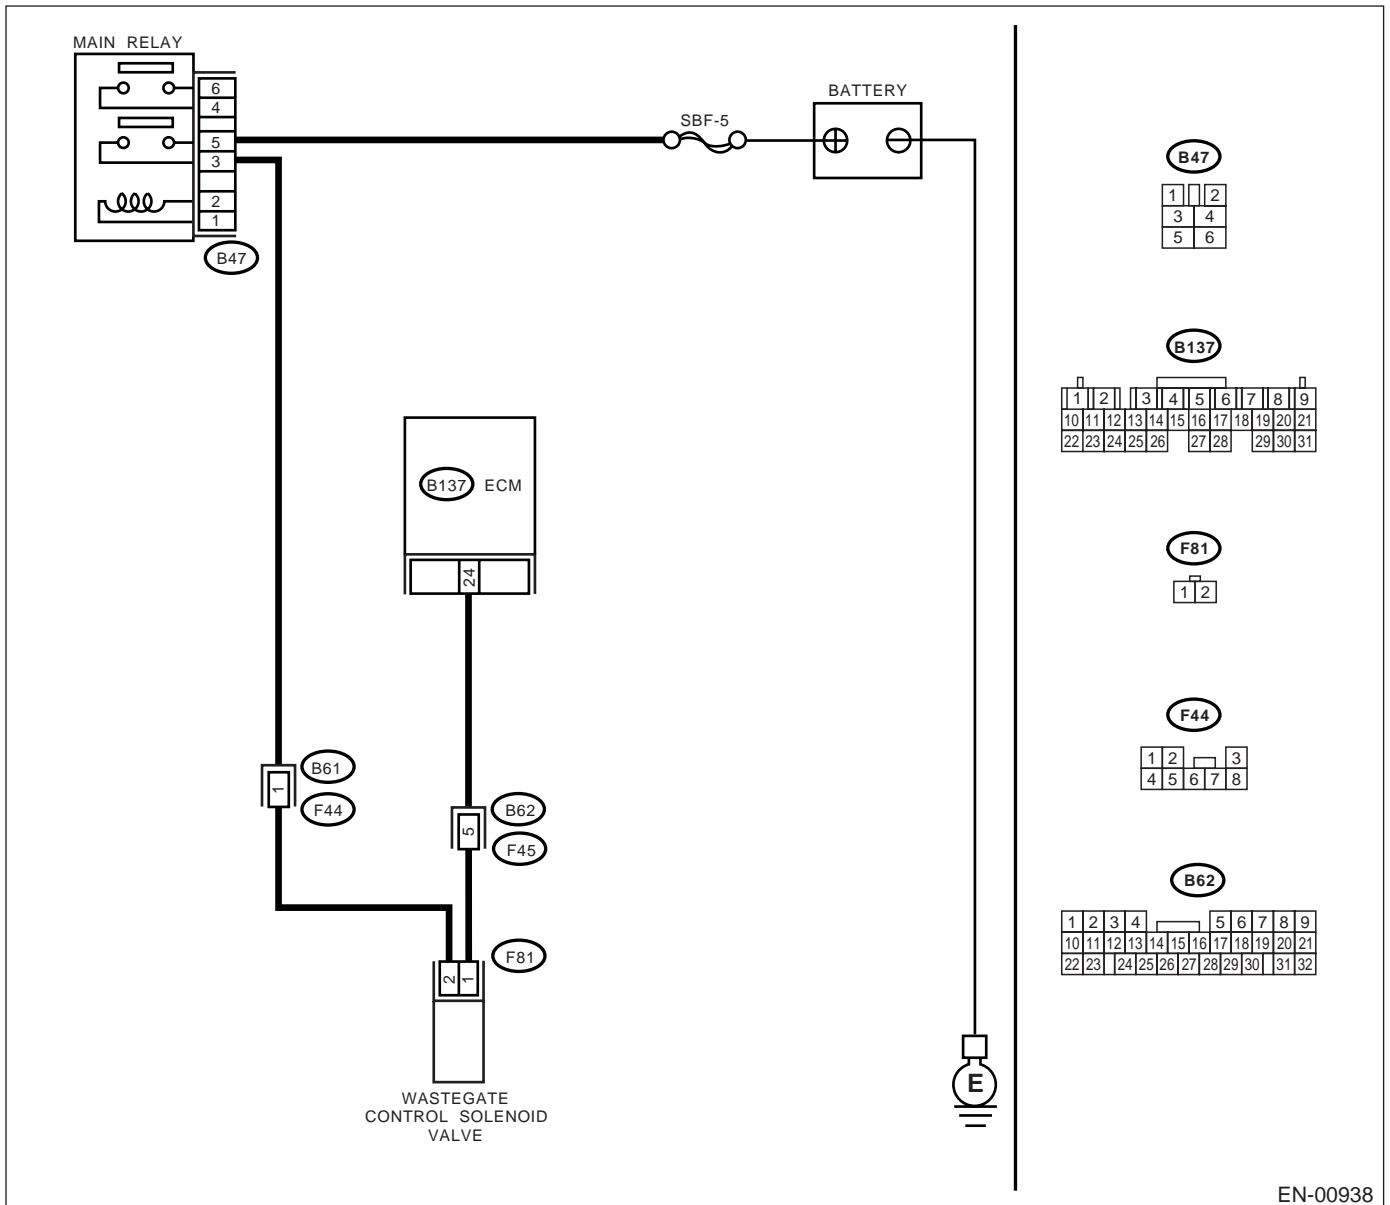 MAIN RELAY
6
4
5
3
2
1
B47
SBF-5
BATTERY
B137 ECM
24
B61
1
F44
B62
5
F45
F81
2 1
WASTEGATE
CONTROL SOLENOID
VALVE
E
B47
1 2
3 4
5 6
B137
1 2 3 4 5 6 7 8 9
10 11 12 13 14 15 16 17 18 19 20 21
22 23 24 25 26 27 28 29 30 31
F81
1 2
F44
1 2 3
4 5 6 7 8
B62
1 2 3 4 5 6 7 8 9
10 11 12 13 14 15 16 17 18 19 20 21
22 23 24 25 26 27 28 29 30 31 32
EN-00938